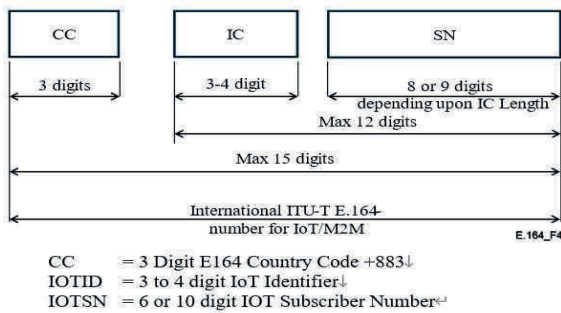 CC IC SN
3 digits 3-4 digit 8 or 9 digits
depending upon IC Length
Max 12 digits
Max 15 digits
International ITU-T E.164-
number for IoT/M2M
E.164_F4
CC = 3 Digit E164 Country Code +883↓
IOTID = 3 to 4 digit IoT Identifier↓
IOTSN = 6 or 10 digit IOT Subscriber Number↵